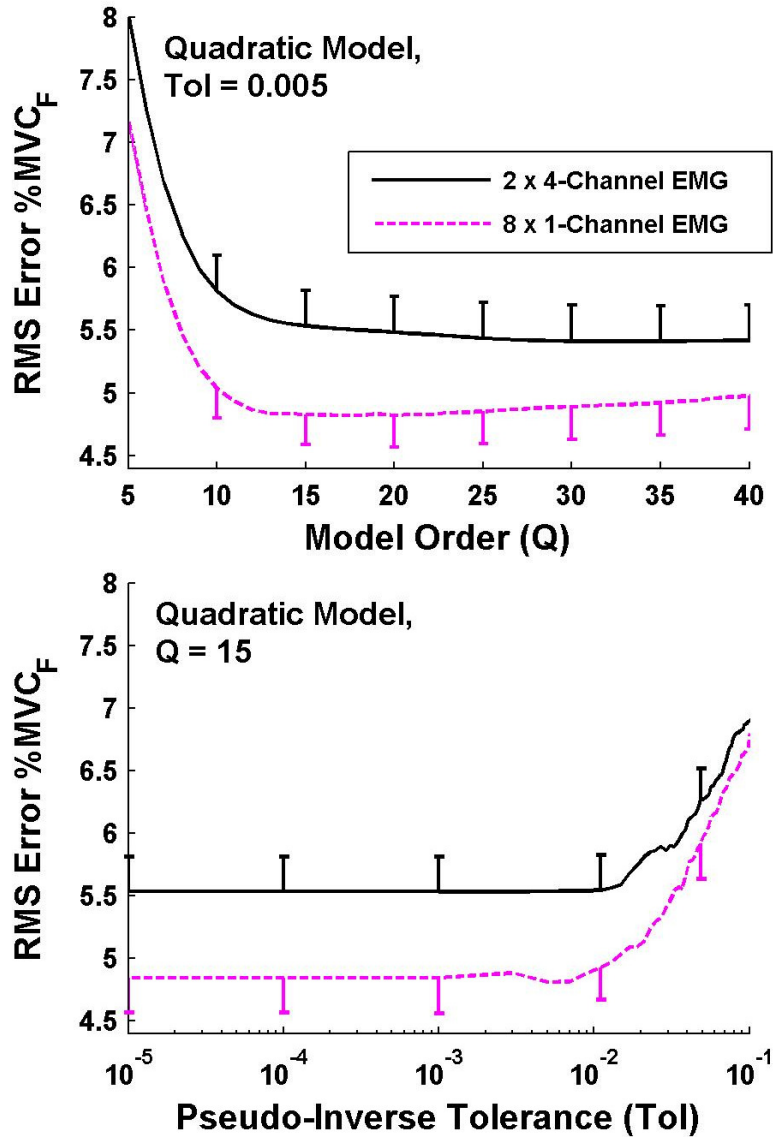 8
7.5
7
6.5
6
5.5
5
4.5
RMS Error %MVC_F
Quadratic Model,
Tol = 0.005
2 x 4-Channel EMG
8 x 1-Channel EMG
5 10 15 20 25 30 35 40
Model Order (Q)
8
7.5
7
6.5
6
5.5
5
4.5
RMS Error %MVC_F
Quadratic Model,
Q = 15
10^-5 10^-4 10^-3 10^-2 10^-1
Pseudo-Inverse Tolerance (Tol)